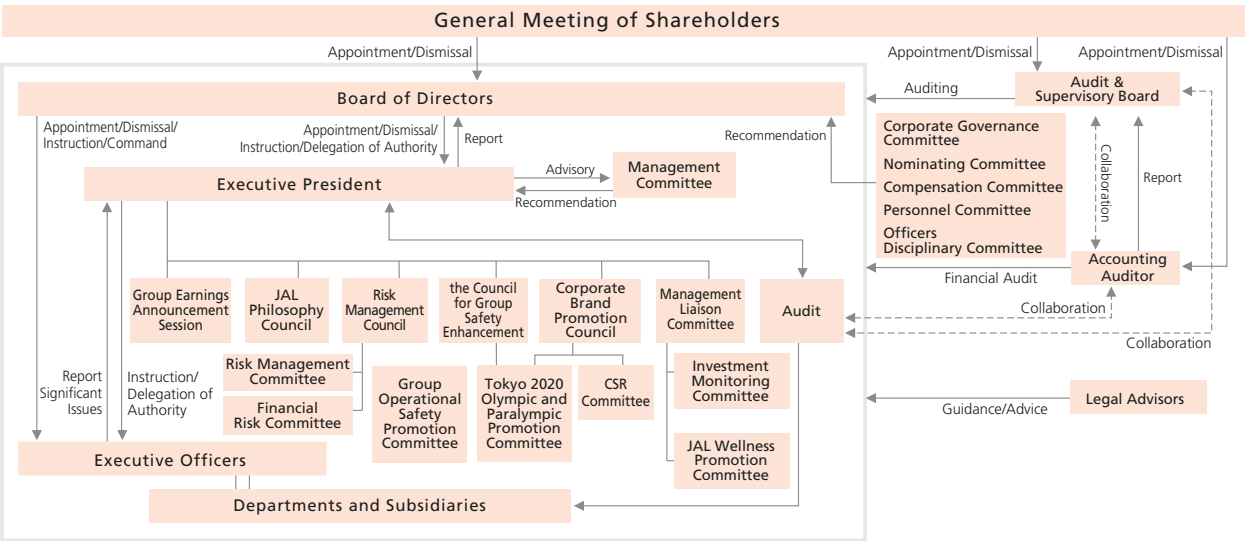 General Meeting of Shareholders
Appointment/Dismissal
Appointment/Dismissal
Appointment/Dismissal
Board of Directors
Auditing
Audit &
Supervisory Board
Appointment/Dismissal/
Instruction/Command
Appointment/Dismissal/
Instruction/Delegation of Authority
Report
Recommendation
Corporate Governance
Committee
Nominating Committee
Compensation Committee
Personnel Committee
Officers
Disciplinary Committee
Collaboration
Report
Executive President
Advisory
Recommendation
Management
Committee
Accounting
Auditor
Financial Audit
Collaboration
Collaboration
Group Earnings
Announcement
Session
JAL
Philosophy
Council
Risk
Management
Council
the Council
for Group
Safety
Enhancement
Corporate
Brand
Promotion
Council
Management
Liaison
Committee
Audit
Risk Management
Committee
Financial
Risk Committee
Group
Operational
Safety
Promotion
Committee
Tokyo 2020
Olympic and
Paralympic
Promotion
Committee
CSR
Committee
Investment
Monitoring
Committee
JAL Wellness
Promotion
Committee
Report
Significant
Issues
Instruction/
Delegation of
Authority
Guidance/Advice
Legal Advisors
Executive Officers
Departments and Subsidiaries